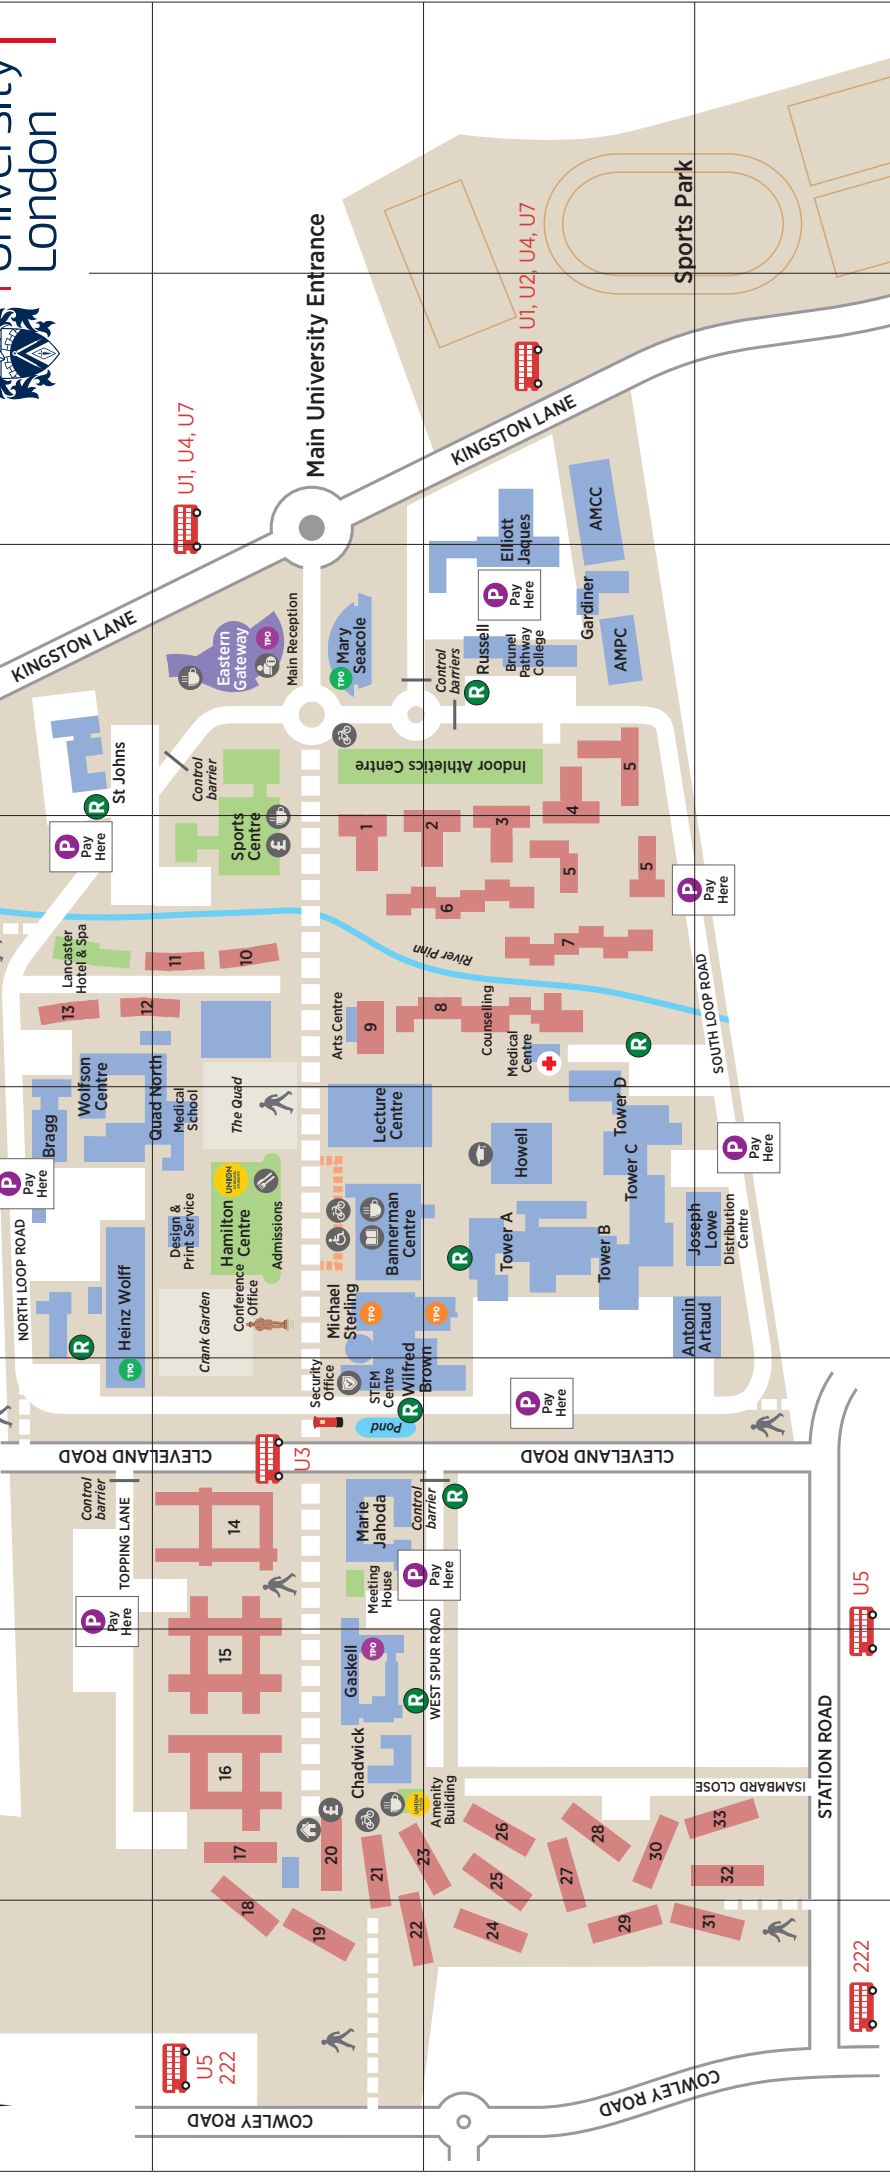 University
London
Main University Entrance
U1, U4, U7
U1, U2, U4, U7
Sports Park
KINGSTON LANE
KINGSTON LANE
Eastern
Gateway
TPO
Main Reception
TPO
Mary
Seacole
Elliott
Jaques
AMCC
P
Pay
Here
Gardiner
AMPC
Russell
Brunel
Pathway
College
Control
barriers
R
St Johns
R
P
Pay
Here
Control
barrier
Sports
Centre
£
Indoor Athletics Centre
1
2
3
4
5
5
5
6
7
P
Pay
Here
River Pinn
Lancaster
Hotel & Spa
11
10
13
12
Arts Centre
9
8
Counselling
Medical
Centre
R
SOUTH LOOP ROAD
Bragg
Wolfson
Centre
Quad North
Medical
School
The Quad
Lecture
Centre
Howell
Tower D
Tower C
P
Pay
Here
P
Pay
Here
NORTH LOOP ROAD
Design &
Print Service
UNION
Hamilton
Centre
Admissions
Bannerman
Centre
Tower A
Tower B
R
Joseph
Lowe
Distribution
Centre
Heinz Wolff
TPO
R
Crank Garden
Conference
Office
Michael
Sterling
TPO
TPO
Antonin
Artaud
Security
Office
STEM
Centre
Wilfred
Brown
R
Pond
P
Pay
Here
CLEVELAND ROAD
CLEVELAND ROAD
U3
Control
barrier
TOPPING LANE
14
Marie
Jahoda
Control
barrier
R
P
Pay
Here
Meeting
House
P
Pay
Here
15
Gaskell
TPO
R
WEST SPUR ROAD
16
Chadwick
Amenity
Building
UNION
£
ISAMBARD CLOSE
STATION ROAD
U5
17
18
19
20
21
22
23
24
25
26
27
28
29
30
31
32
33
222
U5
222
COWLEY ROAD
COWLEY ROAD